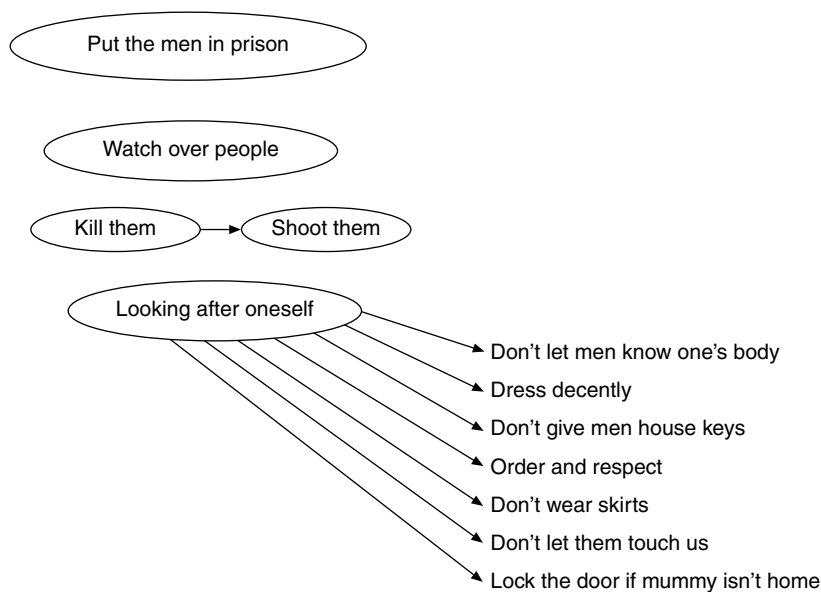 Put the men in prison
Watch over people
Kill them
Shoot them
Looking after oneself
Don’t let men know one’s body
Dress decently
Don’t give men house keys
Order and respect
Don’t wear skirts
Don’t let them touch us
Lock the door if mummy isn’t home